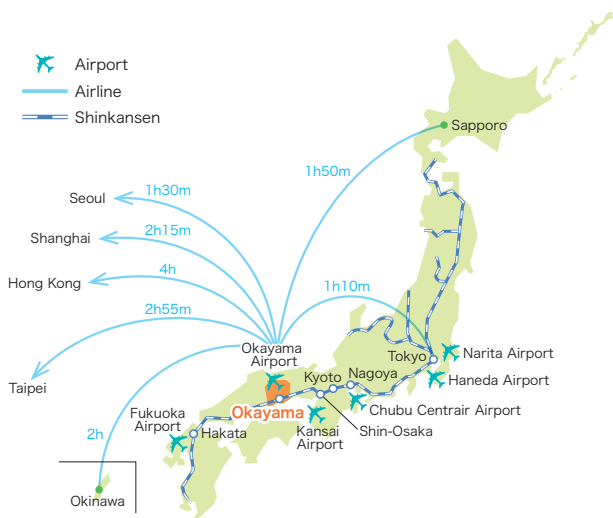 Airport
Airline
Shinkansen
Sapporo
1h50m
Seoul
1h30m
Shanghai
2h15m
Hong Kong
4h
1h10m
2h55m
Taipei
Okayama
Airport
Tokyo
Narita Airport
Haneda Airport
Kyoto
Nagoya
Okayama
Chubu Centrair Airport
Fukuoka
Airport
Hakata
Kansai
Airport
Shin-Osaka
2h
Okinawa